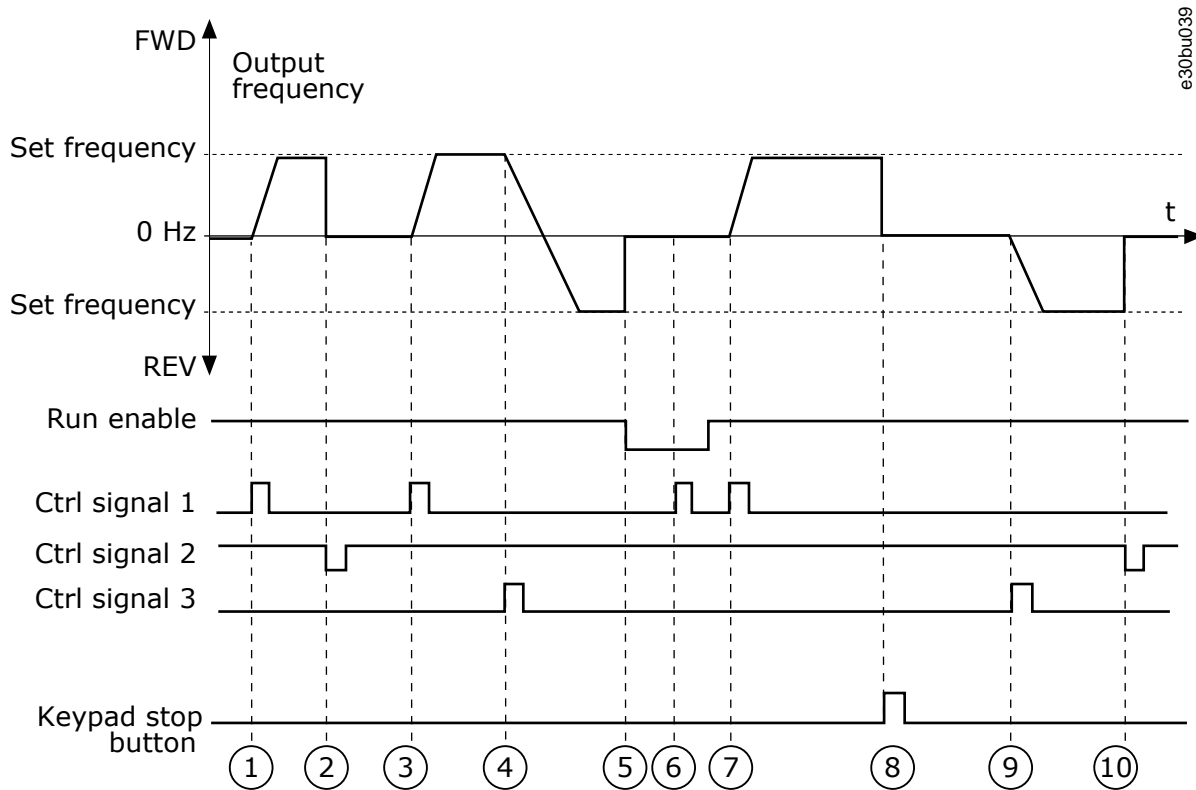 e30bu039
FWD
Output
frequency
Set frequency
t
0 Hz
Set frequency
REV
Run enable
Ctrl signal 1
Ctrl signal 2
Ctrl signal 3
Keypad stop
button
1 2 3 4 5 6 7 8 9 10